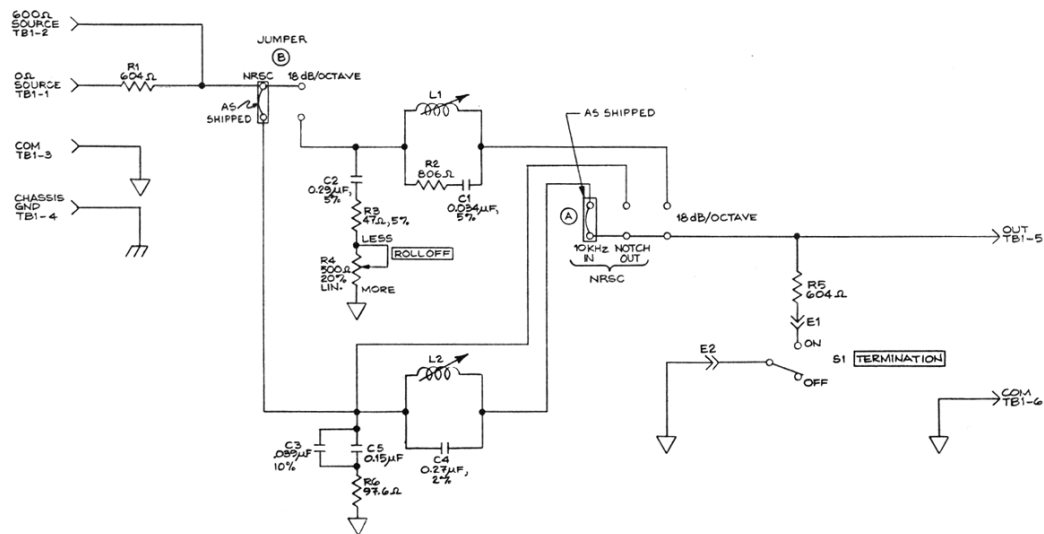 600Ω
SOURCE
TB1-2
0Ω
SOURCE
TB1-1
R1
604Ω
COM
TB1-3
CHASSIS
GND
TB1-4
JUMPER
B
NRSC
18 dB/OCTAVE
AS
SHIPPED
L1
R2
806Ω
C1
0.034µF,
5%
C2
0.29µF,
5%
R3
47Ω, 5%
LESS
ROLLOFF
R4
500Ω
20%
LIN.
MORE
AS SHIPPED
A
18 dB/OCTAVE
10 KHz
IN
NOTCH
OUT
NRSC
OUT
TB1-5
R5
604Ω
E1
ON
E2
S1
TERMINATION
OFF
COM
TB1-6
L2
C3
.039µF
10%
C5
0.15µF
C4
0.27µF,
2%
R6
97.6Ω